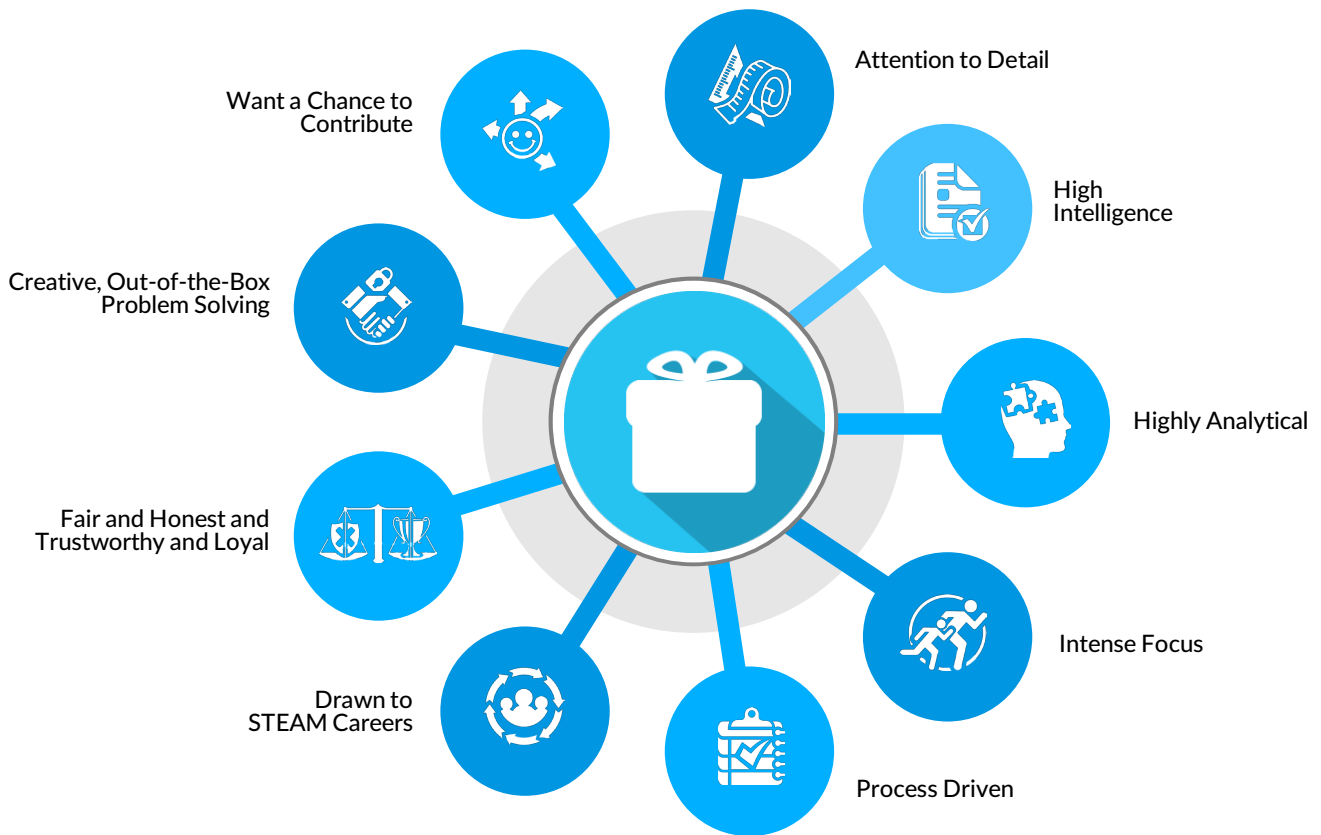 Attention to Detail
High
Intelligence
Highly Analytical
Intense Focus
Process Driven
Drawn to
STEAM Careers
Fair and Honest and
Trustworthy and Loyal
Creative, Out-of-the-Box
Problem Solving
Want a Chance to
Contribute